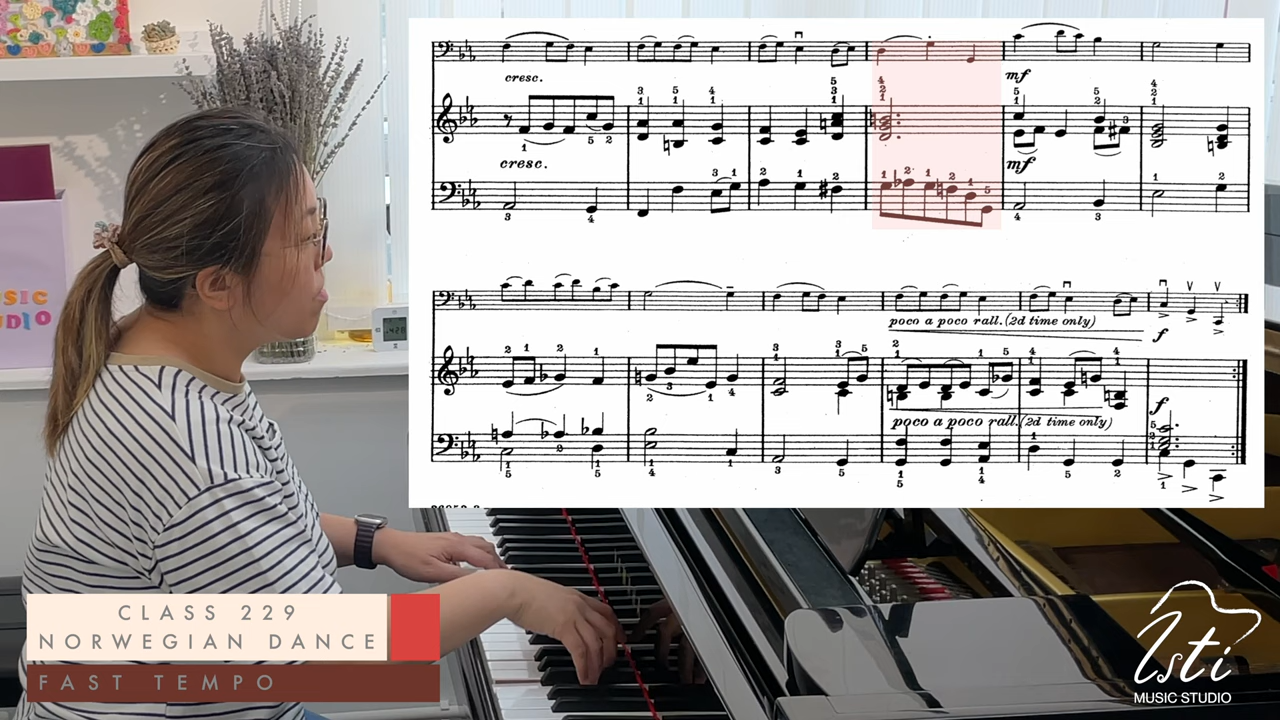 cresc.
mf
cresc.
mf
poco a poco rall.(2d time only)
f
f
poco a poco rall.(2d time only)
SIC
UDIO
CLASS 229
NORWEGIAN DANCE
FAST TEMPO
Isti
MUSIC STUDIO